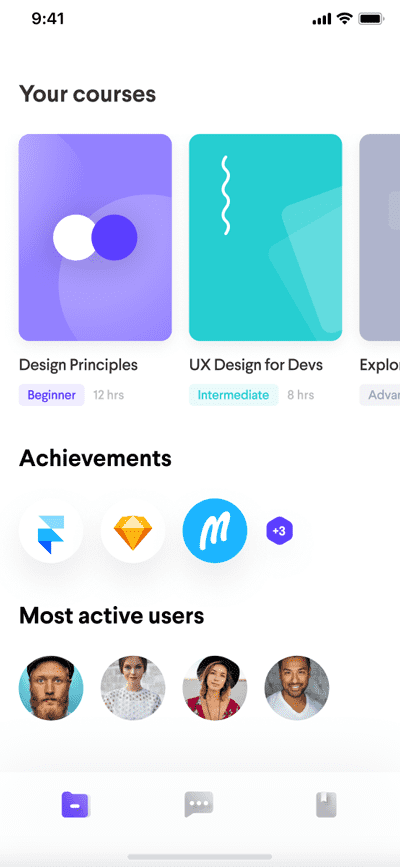 9:41
Your courses
Design Principles
UX Design for Devs
Explo
Beginner 12 hrs
Intermediate 8 hrs
Advan
Achievements
+3
Most active users